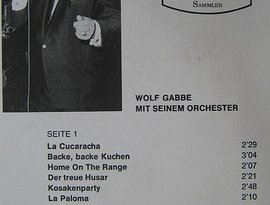 SAMMLER
WOLF GABBE
MIT SEINEM ORCHESTER
SEITE 1
La Cucaracha 2'29
Backe, backe Kuchen 3'04
Home On The Range 2'07
Der treue Husar 2'21
Kosakenparty 2'48
La Paloma 2'10